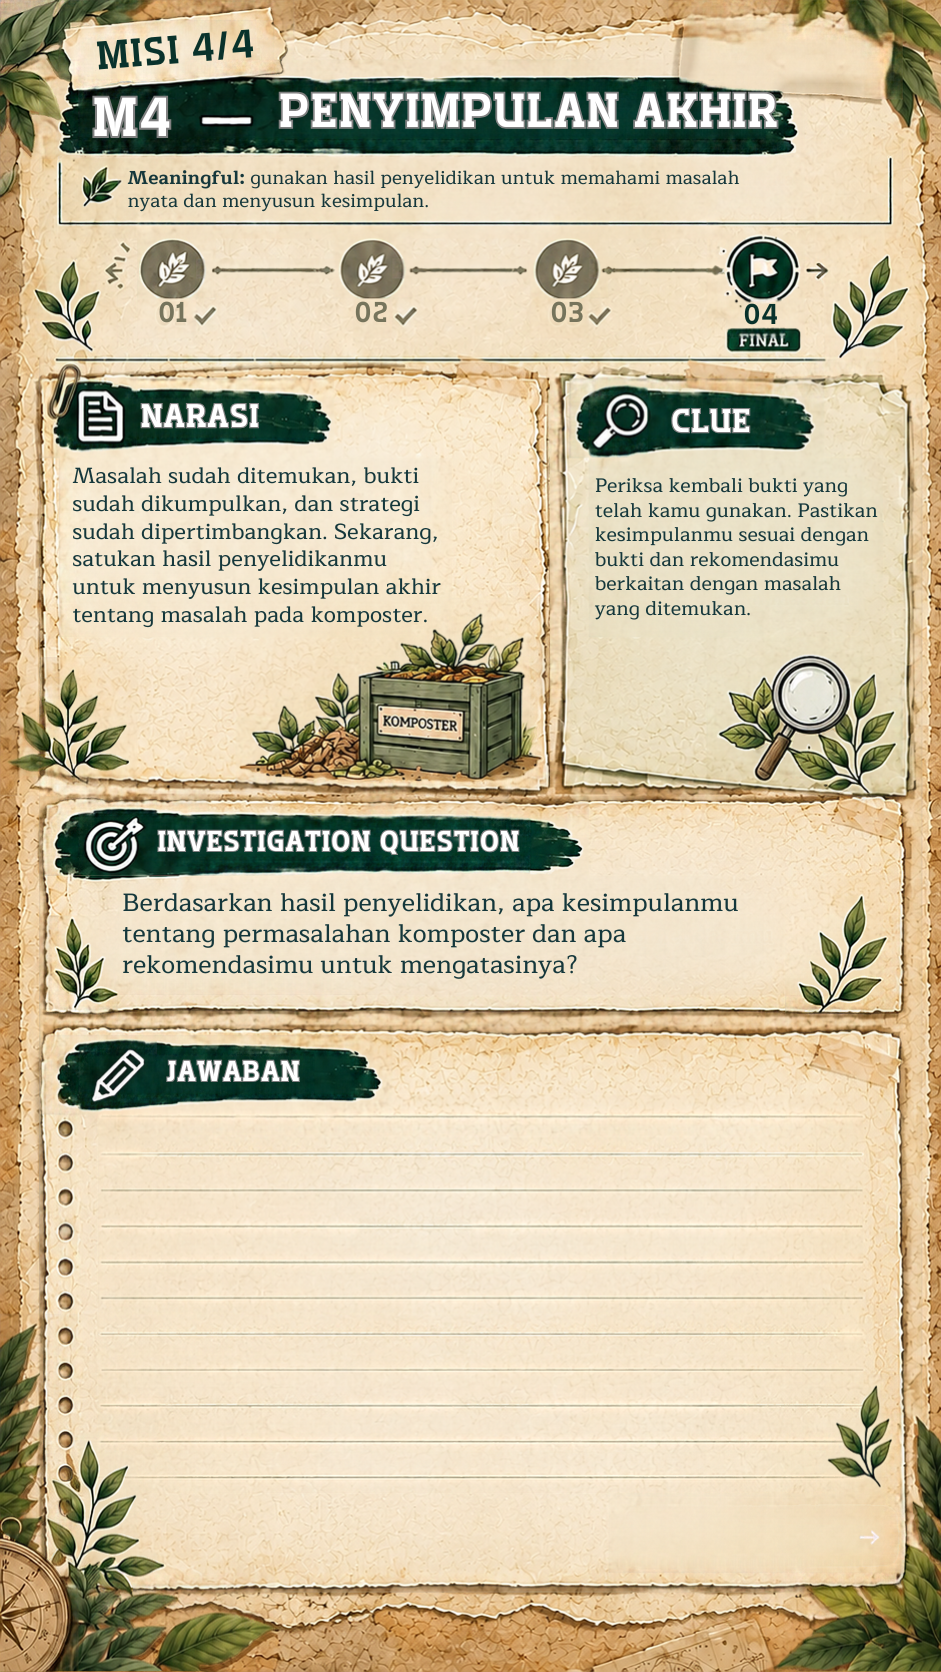 MISI 4/4
M4 — PENYIMPULAN AKHIR
Meaningful: gunakan hasil penyelidikan untuk memahami masalah
nyata dan menyusun kesimpulan.
01
02
03
04
FINAL
NARASI
Masalah sudah ditemukan, bukti
sudah dikumpulkan, dan strategi
sudah dipertimbangkan. Sekarang,
satukan hasil penyelidikanmu
untuk menyusun kesimpulan akhir
tentang masalah pada komposter.
KOMPOSTER
CLUE
Periksa kembali bukti yang
telah kamu gunakan. Pastikan
kesimpulanmu sesuai dengan
bukti dan rekomendasimu
berkaitan dengan masalah
yang ditemukan.
INVESTIGATION QUESTION
Berdasarkan hasil penyelidikan, apa kesimpulanmu
tentang permasalahan komposter dan apa
rekomendasimu untuk mengatasinya?
JAWABAN